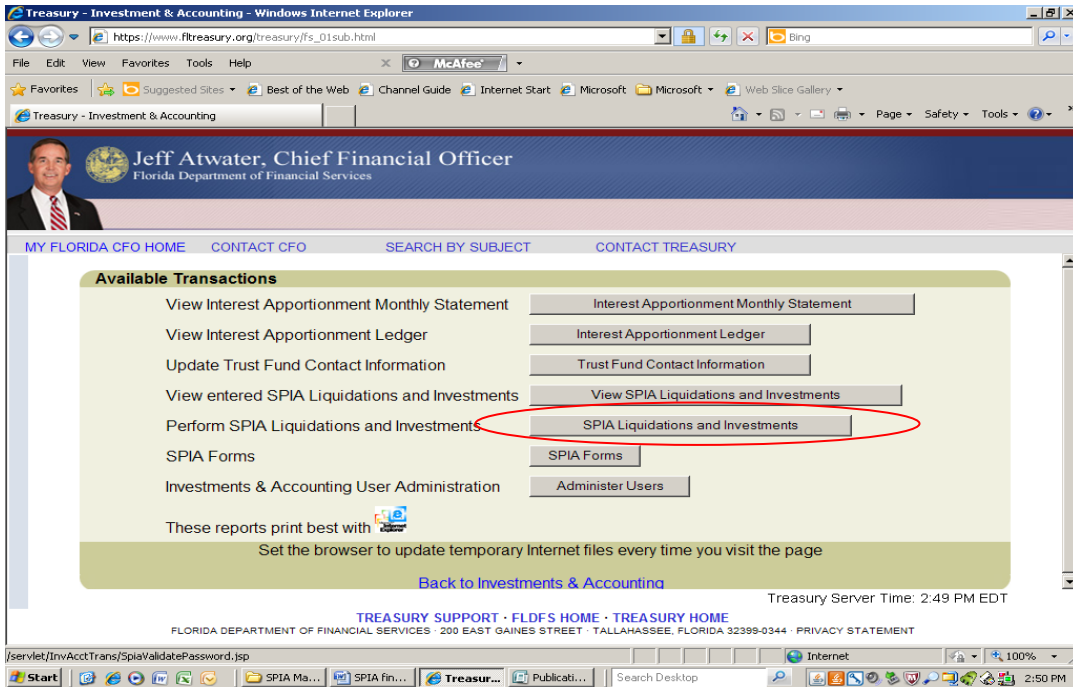 Treasury - Investment & Accounting - Windows Internet Explorer
https://www.fltreasury.org/treasury/fs_01sub.html
Bing
File Edit View Favorites Tools Help
McAfee
Favorites Suggested Sites Best of the Web Channel Guide Internet Start Microsoft Microsoft Web Slice Gallery
Treasury - Investment & Accounting
Page Safety Tools
Jeff Atwater, Chief Financial Officer
Florida Department of Financial Services
MY FLORIDA CFO HOME CONTACT CFO SEARCH BY SUBJECT CONTACT TREASURY
Available Transactions
View Interest Apportionment Monthly Statement Interest Apportionment Monthly Statement
View Interest Apportionment Ledger Interest Apportionment Ledger
Update Trust Fund Contact Information Trust Fund Contact Information
View entered SPIA Liquidations and Investments View SPIA Liquidations and Investments
Perform SPIA Liquidations and Investments SPIA Liquidations and Investments
SPIA Forms SPIA Forms
Investments & Accounting User Administration Administer Users
These reports print best with
Set the browser to update temporary Internet files every time you visit the page
Back to Investments & Accounting
Treasury Server Time: 2:49 PM EDT
TREASURY SUPPORT · FLDFS HOME · TREASURY HOME
FLORIDA DEPARTMENT OF FINANCIAL SERVICES · 200 EAST GAINES STREET · TALLAHASSEE, FLORIDA 32399-0344 · PRIVACY STATEMENT
/servlet/InvAcctTrans/SpiaValidatePassword.jsp
Internet
100%
Start
SPIA Ma...
SPIA fin...
Treasur...
Publicati...
Search Desktop
2:50 PM